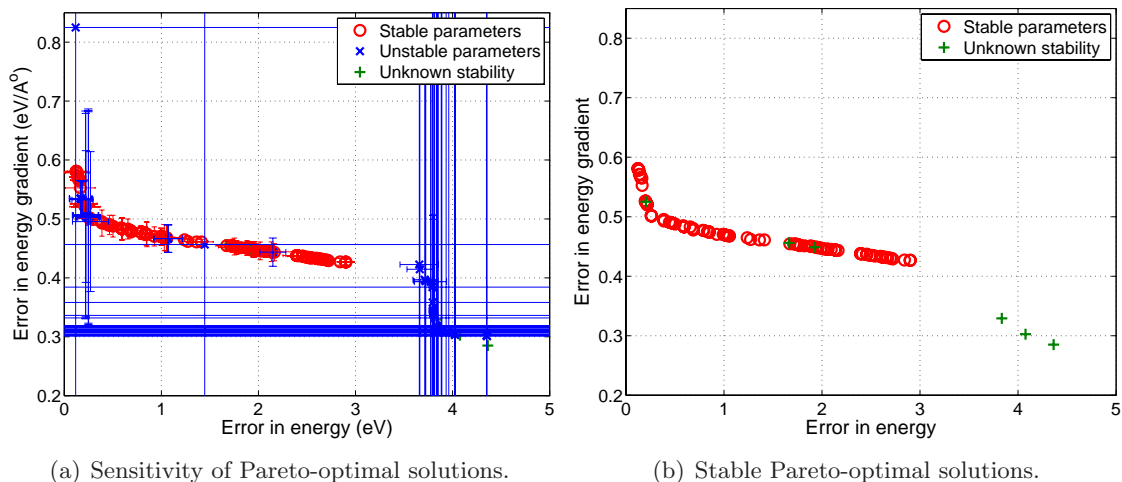 Stable parameters
Unstable parameters
Unknown stability
0.8
0.7
0.6
0.5
0.4
0.3
0.2
Error in energy gradient (eV/A°)
0 1 2 3 4 5
Error in energy (eV)
(a) Sensitivity of Pareto-optimal solutions.
Stable parameters
Unknown stability
0.8
0.7
0.6
0.5
0.4
0.3
0.2
Error in energy gradient
0 1 2 3 4 5
Error in energy
(b) Stable Pareto-optimal solutions.